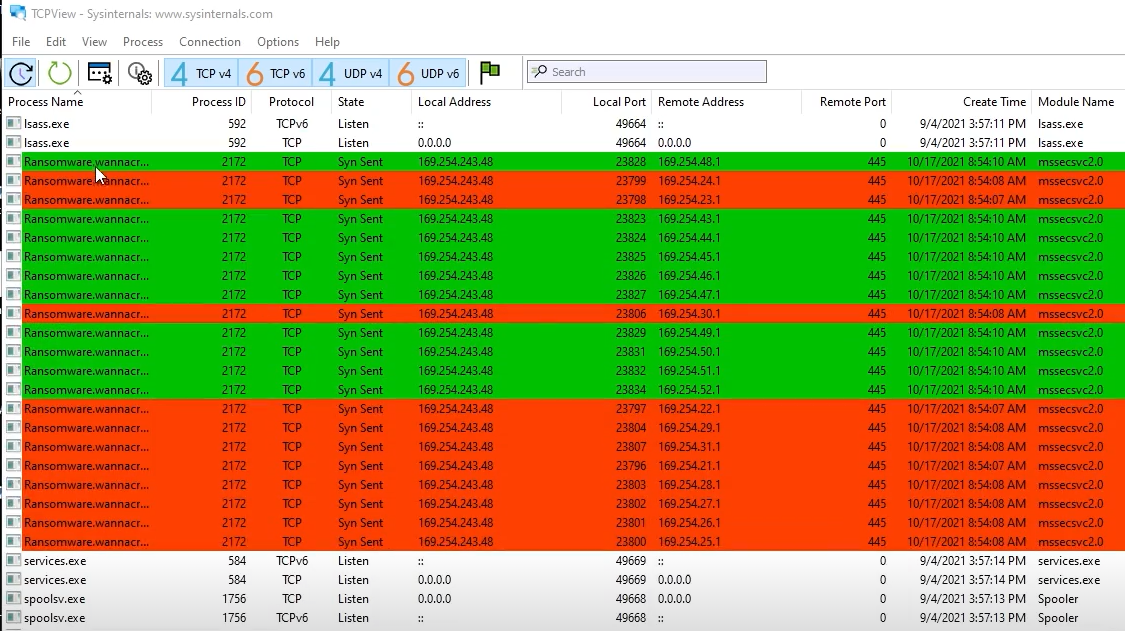 TCPView - Sysinternals: www.sysinternals.com
File Edit View Process Connection Options Help
4 TCP v4 6 TCP v6 4 UDP v4 6 UDP v6 Search
Process Name Process ID Protocol State Local Address Local Port Remote Address Remote Port Create Time Module Name
lsass.exe 592 TCPv6 Listen :: 49664 :: 0 9/4/2021 3:57:11 PM lsass.exe
lsass.exe 592 TCP Listen 0.0.0.0 49664 0.0.0.0 0 9/4/2021 3:57:11 PM lsass.exe
Ransomware.wannacr... 2172 TCP Syn Sent 169.254.243.48 23828 169.254.48.1 445 10/17/2021 8:54:10 AM mssecsvc2.0
Ransomware.wannacr... 2172 TCP Syn Sent 169.254.243.48 23799 169.254.24.1 445 10/17/2021 8:54:08 AM mssecsvc2.0
Ransomware.wannacr... 2172 TCP Syn Sent 169.254.243.48 23798 169.254.23.1 445 10/17/2021 8:54:07 AM mssecsvc2.0
Ransomware.wannacr... 2172 TCP Syn Sent 169.254.243.48 23823 169.254.43.1 445 10/17/2021 8:54:10 AM mssecsvc2.0
Ransomware.wannacr... 2172 TCP Syn Sent 169.254.243.48 23824 169.254.44.1 445 10/17/2021 8:54:10 AM mssecsvc2.0
Ransomware.wannacr... 2172 TCP Syn Sent 169.254.243.48 23825 169.254.45.1 445 10/17/2021 8:54:10 AM mssecsvc2.0
Ransomware.wannacr... 2172 TCP Syn Sent 169.254.243.48 23826 169.254.46.1 445 10/17/2021 8:54:10 AM mssecsvc2.0
Ransomware.wannacr... 2172 TCP Syn Sent 169.254.243.48 23827 169.254.47.1 445 10/17/2021 8:54:10 AM mssecsvc2.0
Ransomware.wannacr... 2172 TCP Syn Sent 169.254.243.48 23806 169.254.30.1 445 10/17/2021 8:54:08 AM mssecsvc2.0
Ransomware.wannacr... 2172 TCP Syn Sent 169.254.243.48 23829 169.254.49.1 445 10/17/2021 8:54:10 AM mssecsvc2.0
Ransomware.wannacr... 2172 TCP Syn Sent 169.254.243.48 23831 169.254.50.1 445 10/17/2021 8:54:10 AM mssecsvc2.0
Ransomware.wannacr... 2172 TCP Syn Sent 169.254.243.48 23832 169.254.51.1 445 10/17/2021 8:54:10 AM mssecsvc2.0
Ransomware.wannacr... 2172 TCP Syn Sent 169.254.243.48 23834 169.254.52.1 445 10/17/2021 8:54:10 AM mssecsvc2.0
Ransomware.wannacr... 2172 TCP Syn Sent 169.254.243.48 23797 169.254.22.1 445 10/17/2021 8:54:07 AM mssecsvc2.0
Ransomware.wannacr... 2172 TCP Syn Sent 169.254.243.48 23804 169.254.29.1 445 10/17/2021 8:54:08 AM mssecsvc2.0
Ransomware.wannacr... 2172 TCP Syn Sent 169.254.243.48 23807 169.254.31.1 445 10/17/2021 8:54:08 AM mssecsvc2.0
Ransomware.wannacr... 2172 TCP Syn Sent 169.254.243.48 23796 169.254.21.1 445 10/17/2021 8:54:07 AM mssecsvc2.0
Ransomware.wannacr... 2172 TCP Syn Sent 169.254.243.48 23803 169.254.28.1 445 10/17/2021 8:54:08 AM mssecsvc2.0
Ransomware.wannacr... 2172 TCP Syn Sent 169.254.243.48 23802 169.254.27.1 445 10/17/2021 8:54:08 AM mssecsvc2.0
Ransomware.wannacr... 2172 TCP Syn Sent 169.254.243.48 23801 169.254.26.1 445 10/17/2021 8:54:08 AM mssecsvc2.0
Ransomware.wannacr... 2172 TCP Syn Sent 169.254.243.48 23800 169.254.25.1 445 10/17/2021 8:54:08 AM mssecsvc2.0
services.exe 584 TCPv6 Listen :: 49669 :: 0 9/4/2021 3:57:14 PM services.exe
services.exe 584 TCP Listen 0.0.0.0 49669 0.0.0.0 0 9/4/2021 3:57:14 PM services.exe
spoolsv.exe 1756 TCP Listen 0.0.0.0 49668 0.0.0.0 0 9/4/2021 3:57:13 PM Spooler
spoolsv.exe 1756 TCPv6 Listen :: 49668 :: 0 9/4/2021 3:57:13 PM Spooler